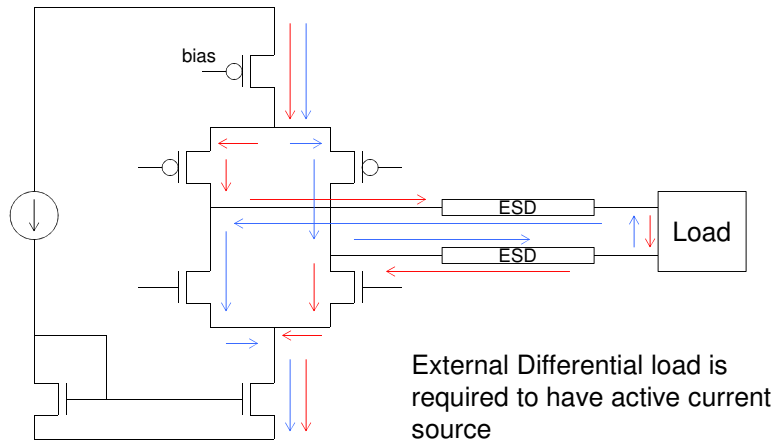 bias
ESD
ESD
Load
External Differential load is
required to have active current
source